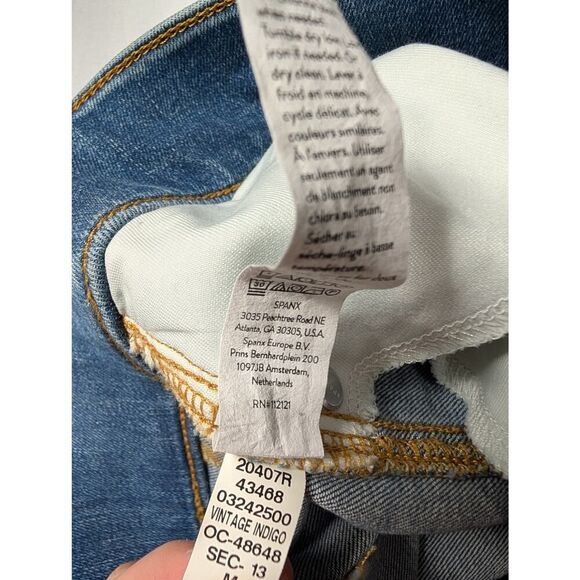 when needed.
Tumble dry low.
iron if needed. Or
dry clean. Laver à
froid en machine,
cycle délicat. Avec
couleurs similaires.
À l'envers. Utiliser
seulement un agent
de blanchiment non
chloré au besoin.
Sécher au
sèche-linge à basse
température.
30
SPANX
3035 Peachtree Road NE
Atlanta, GA 30305, U.S.A.
Spanx Europe B.V.
Prins Bernhardplein 200
1097JB Amsterdam,
Netherlands
RN#112121
20407R
43468
03242500
VINTAGE INDIGO
OC-48648
SEC- 13